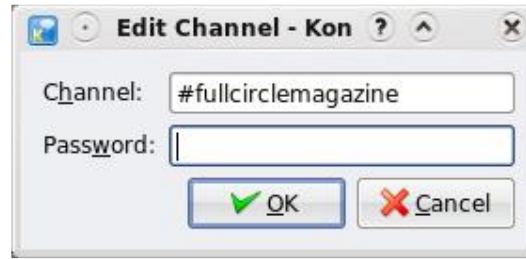 Edit Channel - Kon
Channel: #fullcirclemagazine
Password:
OK Cancel